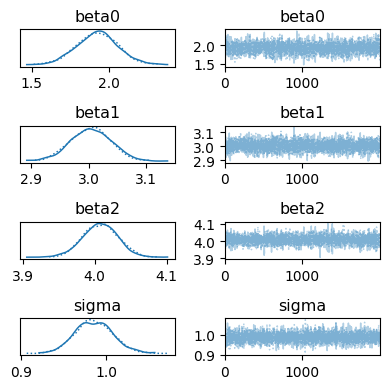 beta0 beta0
2.0
1.5
1.5 2.0 0 1000
beta1 beta1
3.1
3.0
2.9
2.9 3.0 3.1 0 1000
beta2 beta2
4.1
4.0
3.9
3.9 4.0 4.1 0 1000
sigma sigma
1.0
0.9
0.9 1.0 0 1000